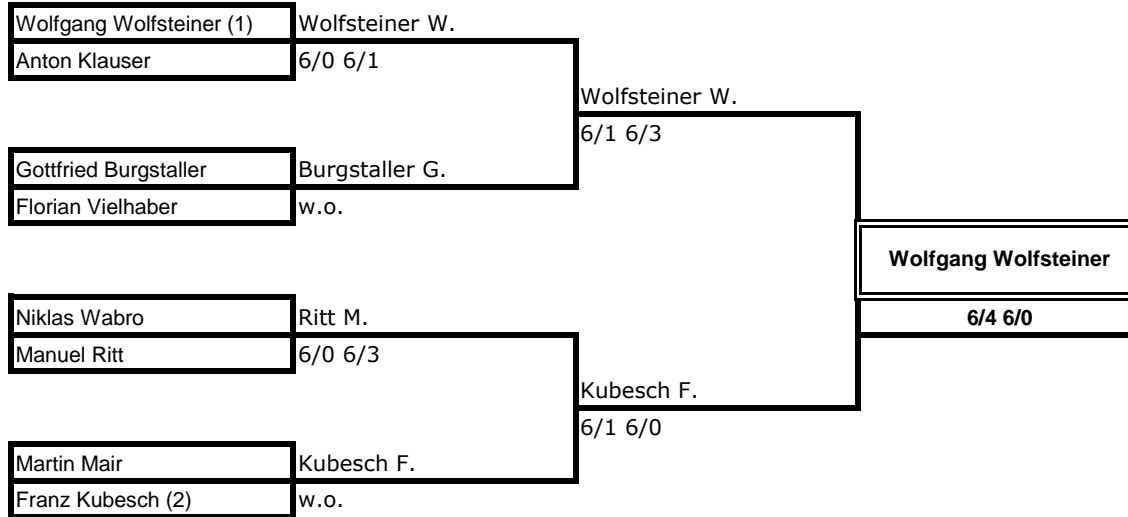 Wolfgang Wolfsteiner (1) Wolfsteiner W.
Anton Klauser 6/0 6/1
Wolfsteiner W.
6/1 6/3
Gottfried Burgstaller Burgstaller G.
Florian Vielhaber w.o.
Wolfgang Wolfsteiner
Niklas Wabro Ritt M. 6/4 6/0
Manuel Ritt 6/0 6/3
Kubesch F.
6/1 6/0
Martin Mair Kubesch F.
Franz Kubesch (2) w.o.